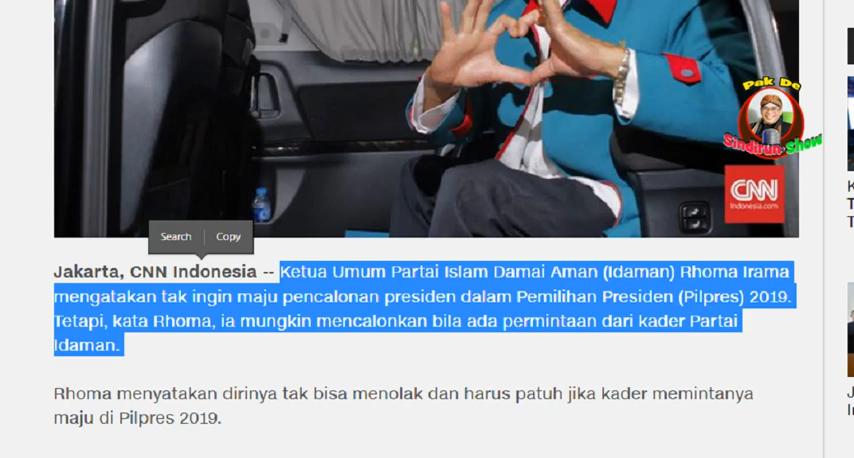 Pak De
Sindirun Show
CNN
Indonesia.com
Search
Copy
Jakarta, CNN Indonesia -- Ketua Umum Partai Islam Damai Aman (Idaman) Rhoma Irama
mengatakan tak ingin maju pencalonan presiden dalam Pemilihan Presiden (Pilpres) 2019.
Tetapi, kata Rhoma, ia mungkin mencalonkan bila ada permintaan dari kader Partai
Idaman.
Rhoma menyatakan dirinya tak bisa menolak dan harus patuh jika kader memintanya
maju di Pilpres 2019.